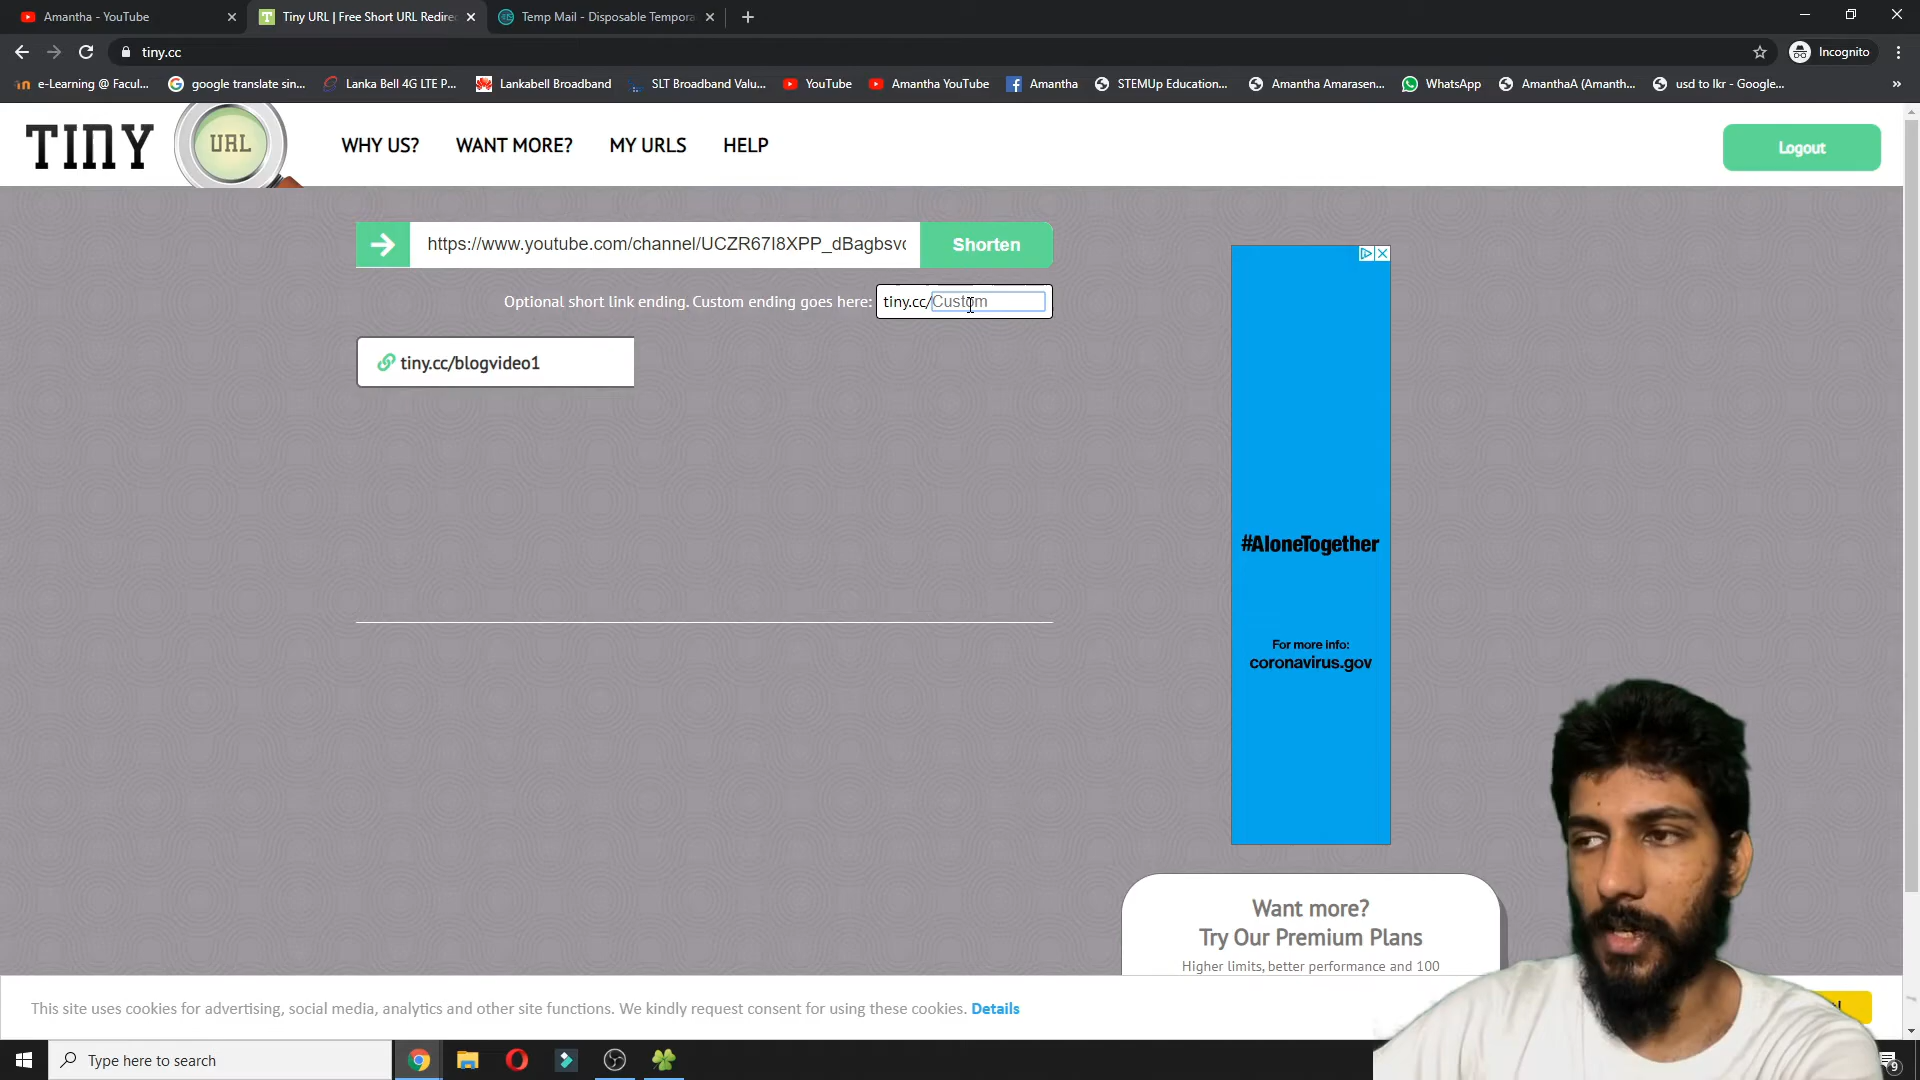 Amantha - YouTube
Tiny URL | Free Short URL Redirec
Temp Mail - Disposable Tempora
tiny.cc
Incognito
e-Learning @ Facul...
google translate sin...
Lanka Bell 4G LTE P...
Lankabell Broadband
SLT Broadband Valu...
YouTube
Amantha YouTube
Amantha
STEMUp Education...
Amantha Amarasen...
WhatsApp
AmanthaA (Amanth...
usd to lkr - Google...
TINY URL
WHY US?
WANT MORE?
MY URLS
HELP
Logout
https://www.youtube.com/channel/UCZR67I8XPP_dBagbsv
Shorten
Optional short link ending. Custom ending goes here:
tiny.cc/Custom
tiny.cc/blogvideo1
#AloneTogether
For more info:
coronavirus.gov
Want more?
Try Our Premium Plans
Higher limits, better performance and 100
This site uses cookies for advertising, social media, analytics and other site functions. We kindly request consent for using these cookies. Details
Type here to search
9